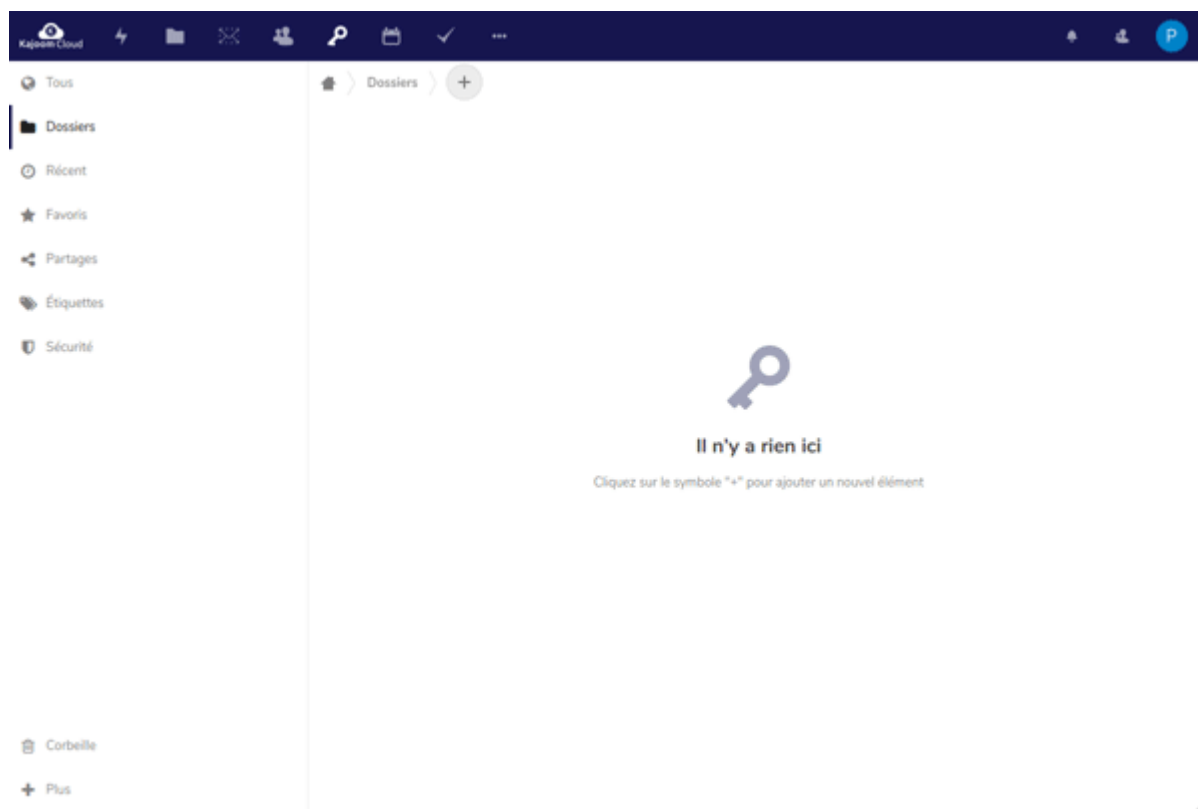 Kajoom Cloud
P
Tous
Dossiers
Dossiers
+
Récent
Favoris
Partages
Étiquettes
Sécurité
Il n'y a rien ici
Cliquez sur le symbole "+" pour ajouter un nouvel élément
Corbeille
Plus